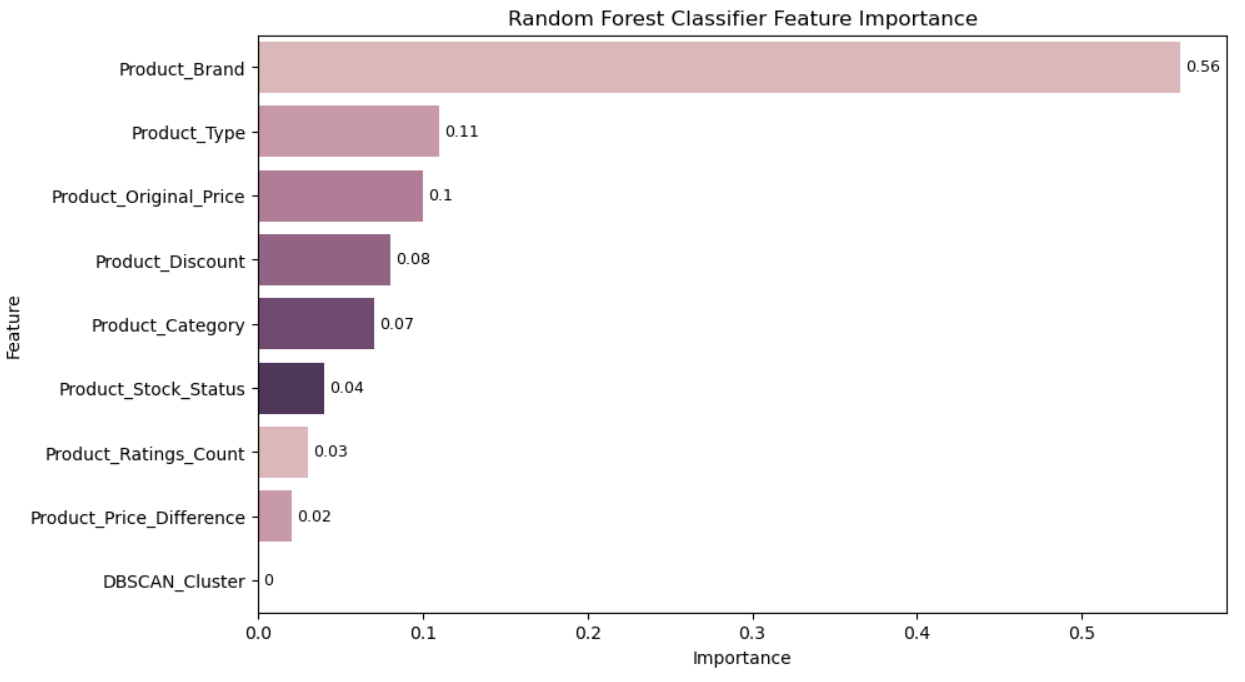 Random Forest Classifier Feature Importance
Product_Brand 0.56
Product_Type 0.11
Product_Original_Price 0.1
Product_Discount 0.08
Product_Category 0.07
Product_Stock_Status 0.04
Product_Ratings_Count 0.03
Product_Price_Difference 0.02
DBSCAN_Cluster 0
Feature
0.0 0.1 0.2 0.3 0.4 0.5
Importance